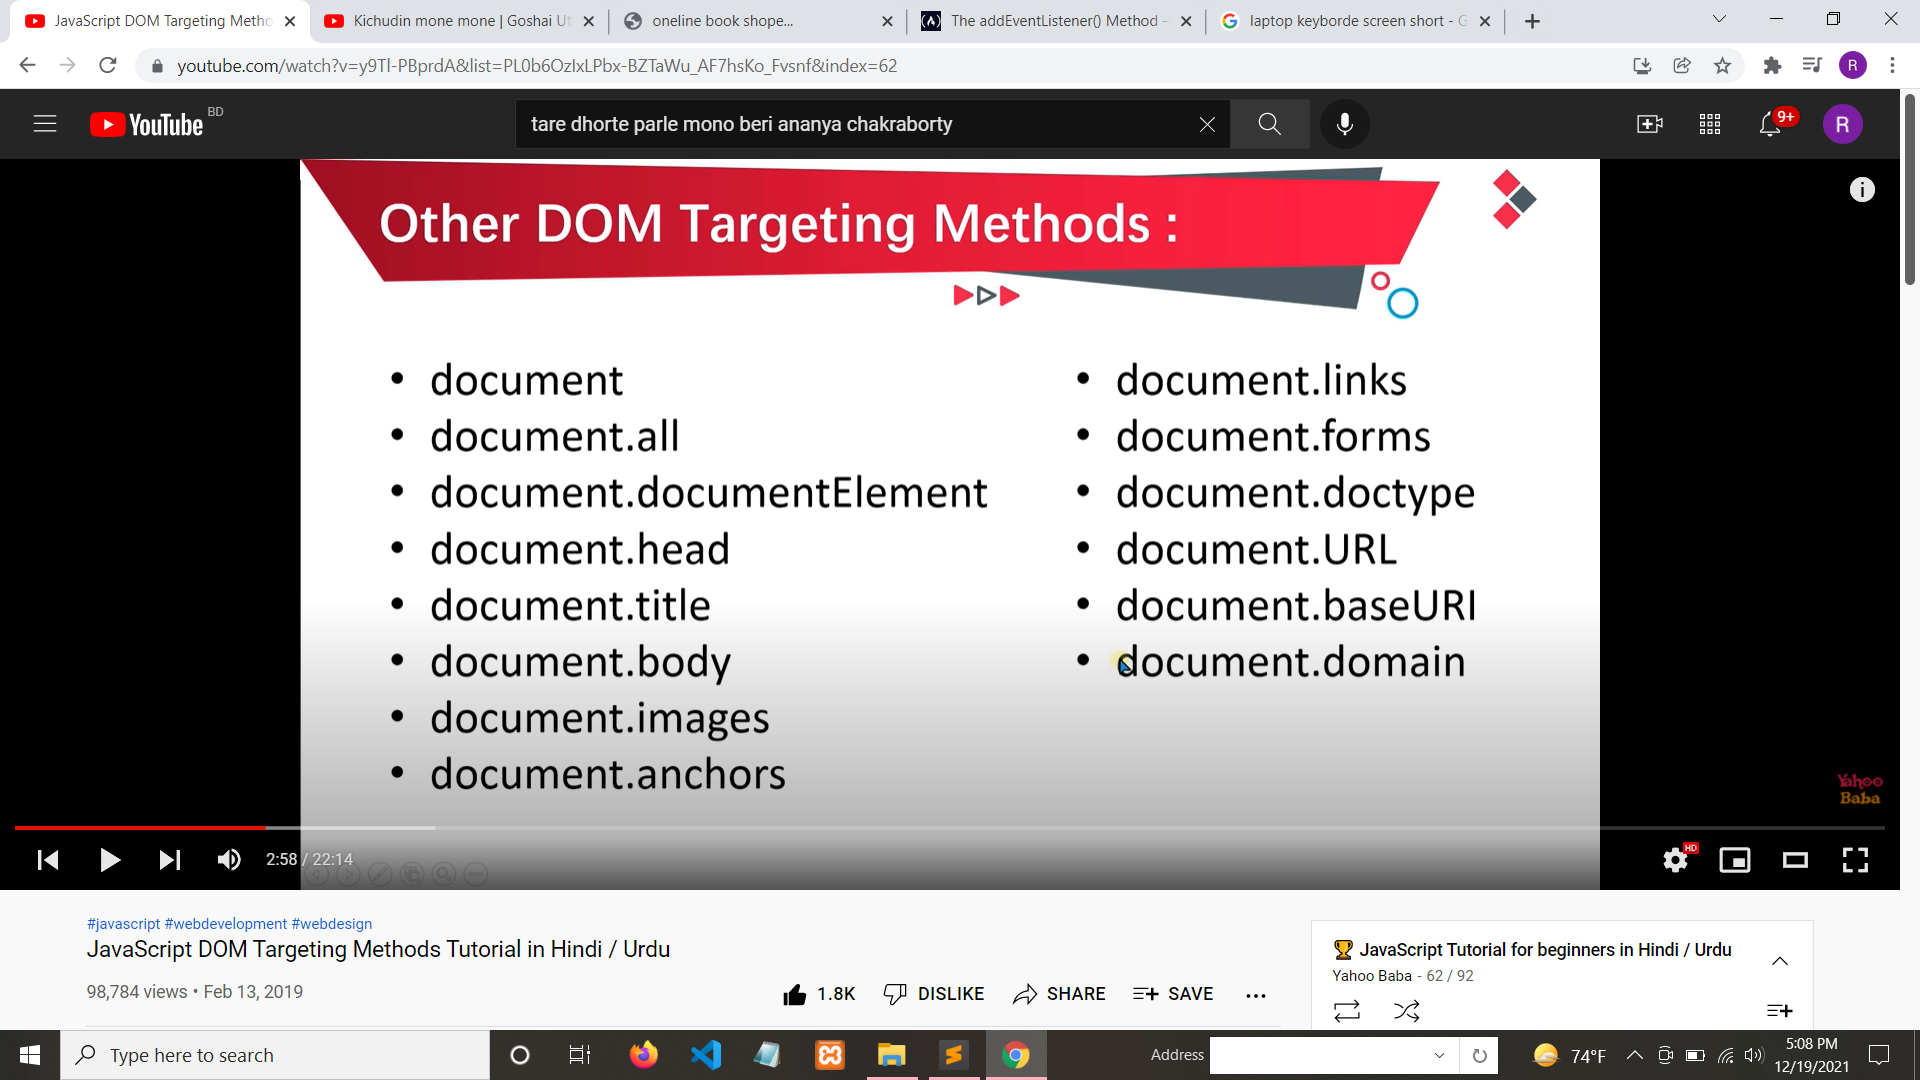 JavaScript DOM Targeting Metho
Kichudin mone mone | Goshai Ut
oneline book shope...
The addEventListener() Method -
laptop keyborde screen short - G
youtube.com/watch?v=y9Tl-PBprdA&list=PL0b6OzIxLPbx-BZTaWu_AF7hsKo_Fvsnf&index=62
R
YouTube BD
tare dhorte parle mono beri ananya chakraborty
9+
R
Other DOM Targeting Methods :
• document
• document.all
• document.documentElement
• document.head
• document.title
• document.body
• document.images
• document.anchors
• document.links
• document.forms
• document.doctype
• document.URL
• document.baseURI
• document.domain
Yahoo
Baba
2:58 / 22:14
HD
#javascript #webdevelopment #webdesign
JavaScript DOM Targeting Methods Tutorial in Hindi / Urdu
98,784 views • Feb 13, 2019
1.8K DISLIKE SHARE SAVE
JavaScript Tutorial for beginners in Hindi / Urdu
Yahoo Baba - 62 / 92
Type here to search
Address
74°F
5:08 PM
12/19/2021